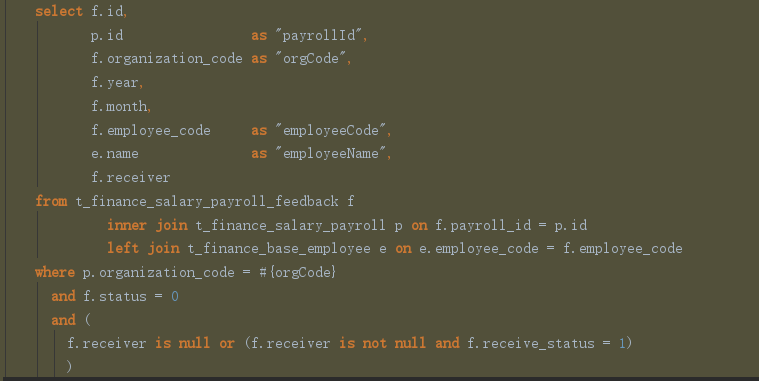 select f.id,
p.id as "payrollId",
f.organization_code as "orgCode",
f.year,
f.month,
f.employee_code as "employeeCode",
e.name as "employeeName",
f.receiver
from t_finance_salary_payroll_feedback f
inner join t_finance_salary_payroll p on f.payroll_id = p.id
left join t_finance_base_employee e on e.employee_code = f.employee_code
where p.organization_code = #{orgCode}
and f.status = 0
and (
f.receiver is null or (f.receiver is not null and f.receive_status = 1)
)